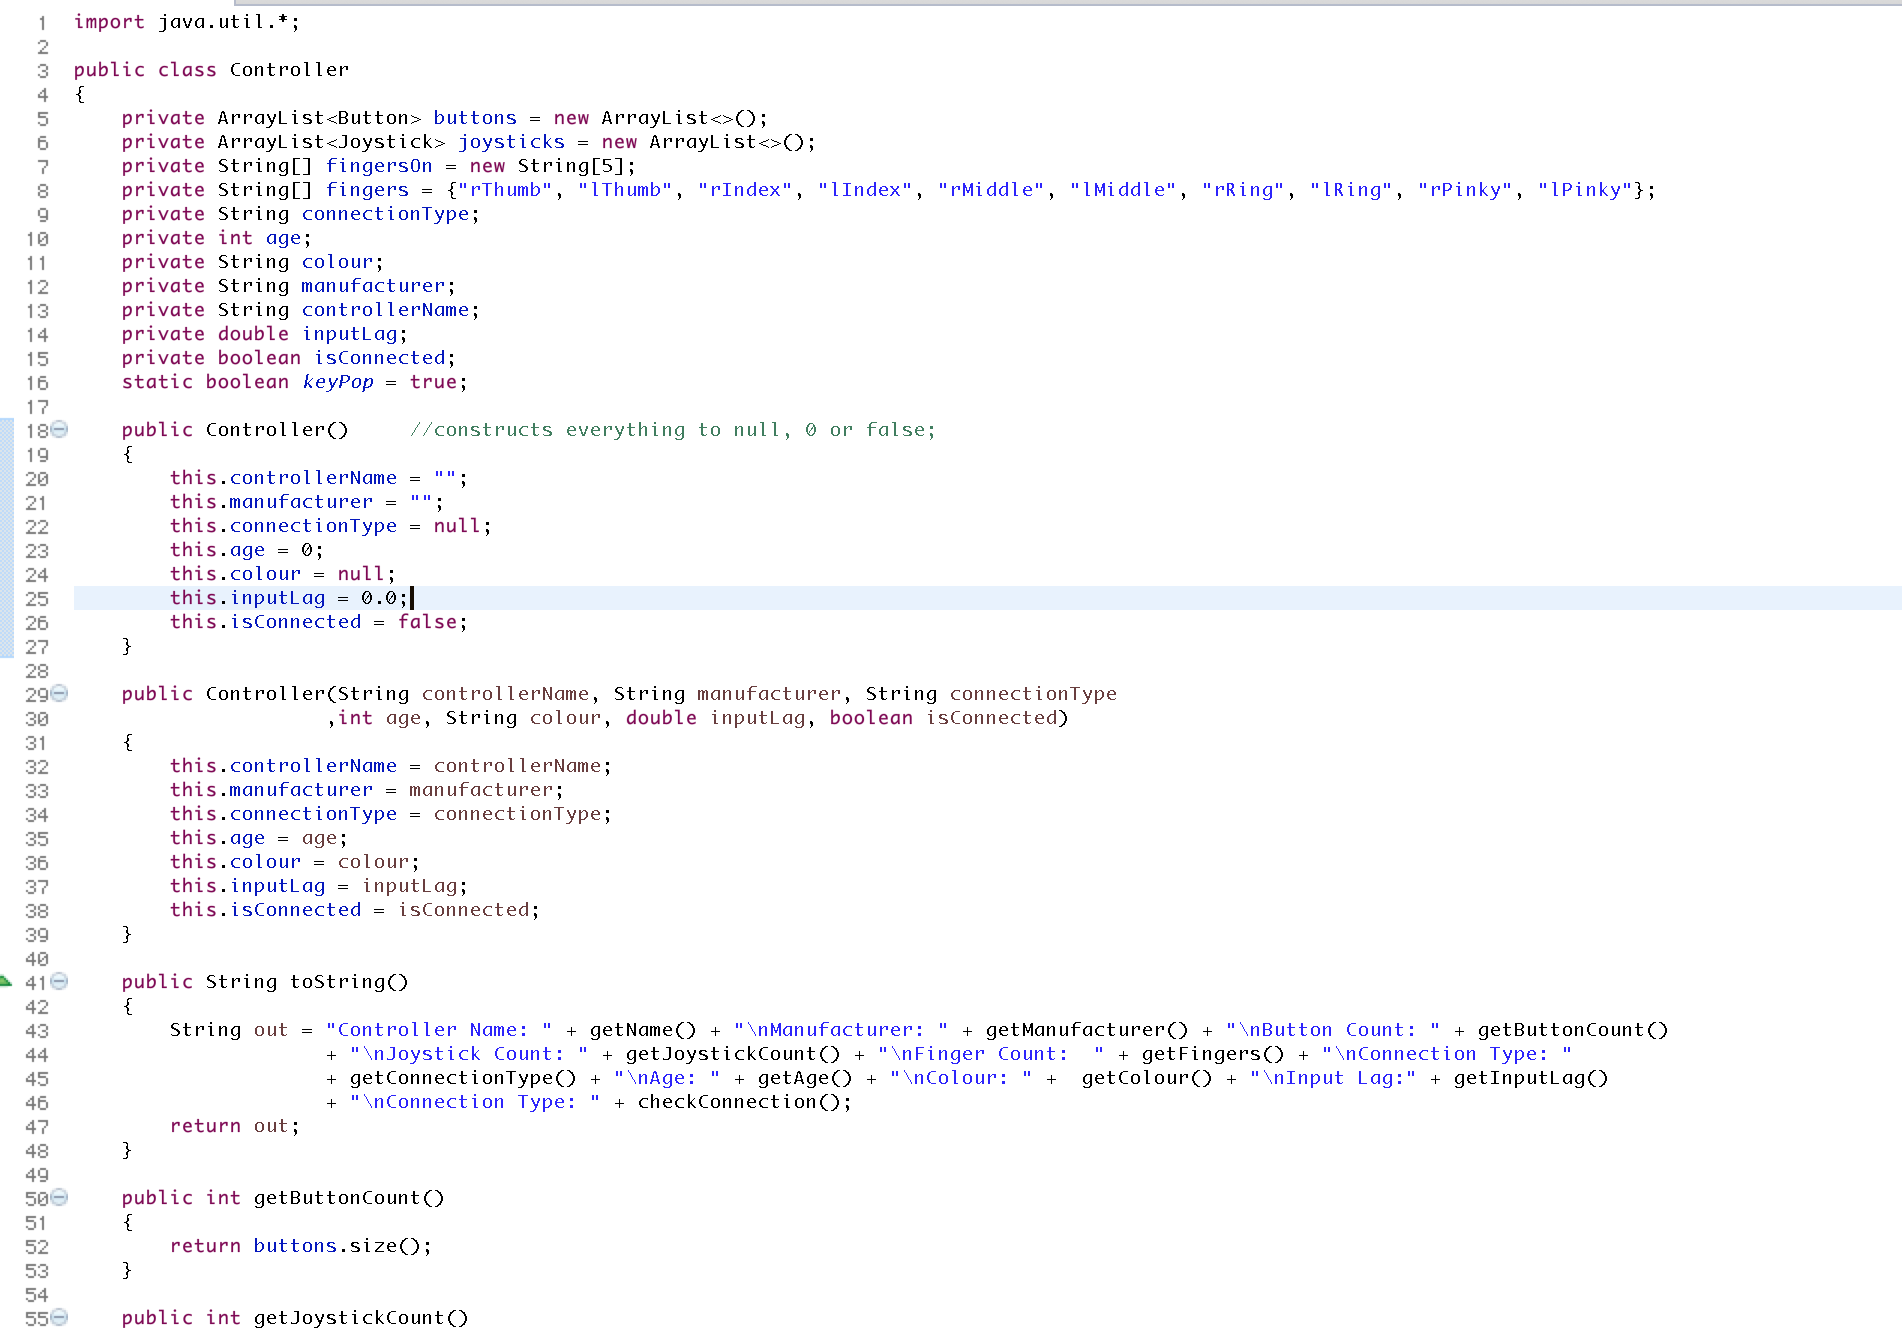 1 import java.util.*;
2
3 public class Controller
4 {
5 private ArrayList<Button> buttons = new ArrayList<>();
6 private ArrayList<Joystick> joysticks = new ArrayList<>();
7 private String[] fingersOn = new String[5];
8 private String[] fingers = {"rThumb", "lThumb", "rIndex", "lIndex", "rMiddle", "lMiddle", "rRing", "lRing", "rPinky", "lPinky"};
9 private String connectionType;
10 private int age;
11 private String colour;
12 private String manufacturer;
13 private String controllerName;
14 private double inputLag;
15 private boolean isConnected;
16 static boolean keyPop = true;
17
18 public Controller() //constructs everything to null, 0 or false;
19 {
20 this.controllerName = "";
21 this.manufacturer = "";
22 this.connectionType = null;
23 this.age = 0;
24 this.colour = null;
25 this.inputLag = 0.0;
26 this.isConnected = false;
27 }
28
29 public Controller(String controllerName, String manufacturer, String connectionType
30 ,int age, String colour, double inputLag, boolean isConnected)
31 {
32 this.controllerName = controllerName;
33 this.manufacturer = manufacturer;
34 this.connectionType = connectionType;
35 this.age = age;
36 this.colour = colour;
37 this.inputLag = inputLag;
38 this.isConnected = isConnected;
39 }
40
41 public String toString()
42 {
43 String out = "Controller Name: " + getName() + "\nManufacturer: " + getManufacturer() + "\nButton Count: " + getButtonCount()
44 + "\nJoystick Count: " + getJoystickCount() + "\nFinger Count:  " + getFingers() + "\nConnection Type: "
45 + getConnectionType() + "\nAge: " + getAge() + "\nColour: " +  getColour() + "\nInput Lag:" + getInputLag()
46 + "\nConnection Type: " + checkConnection();
47 return out;
48 }
49
50 public int getButtonCount()
51 {
52 return buttons.size();
53 }
54
55 public int getJoystickCount()